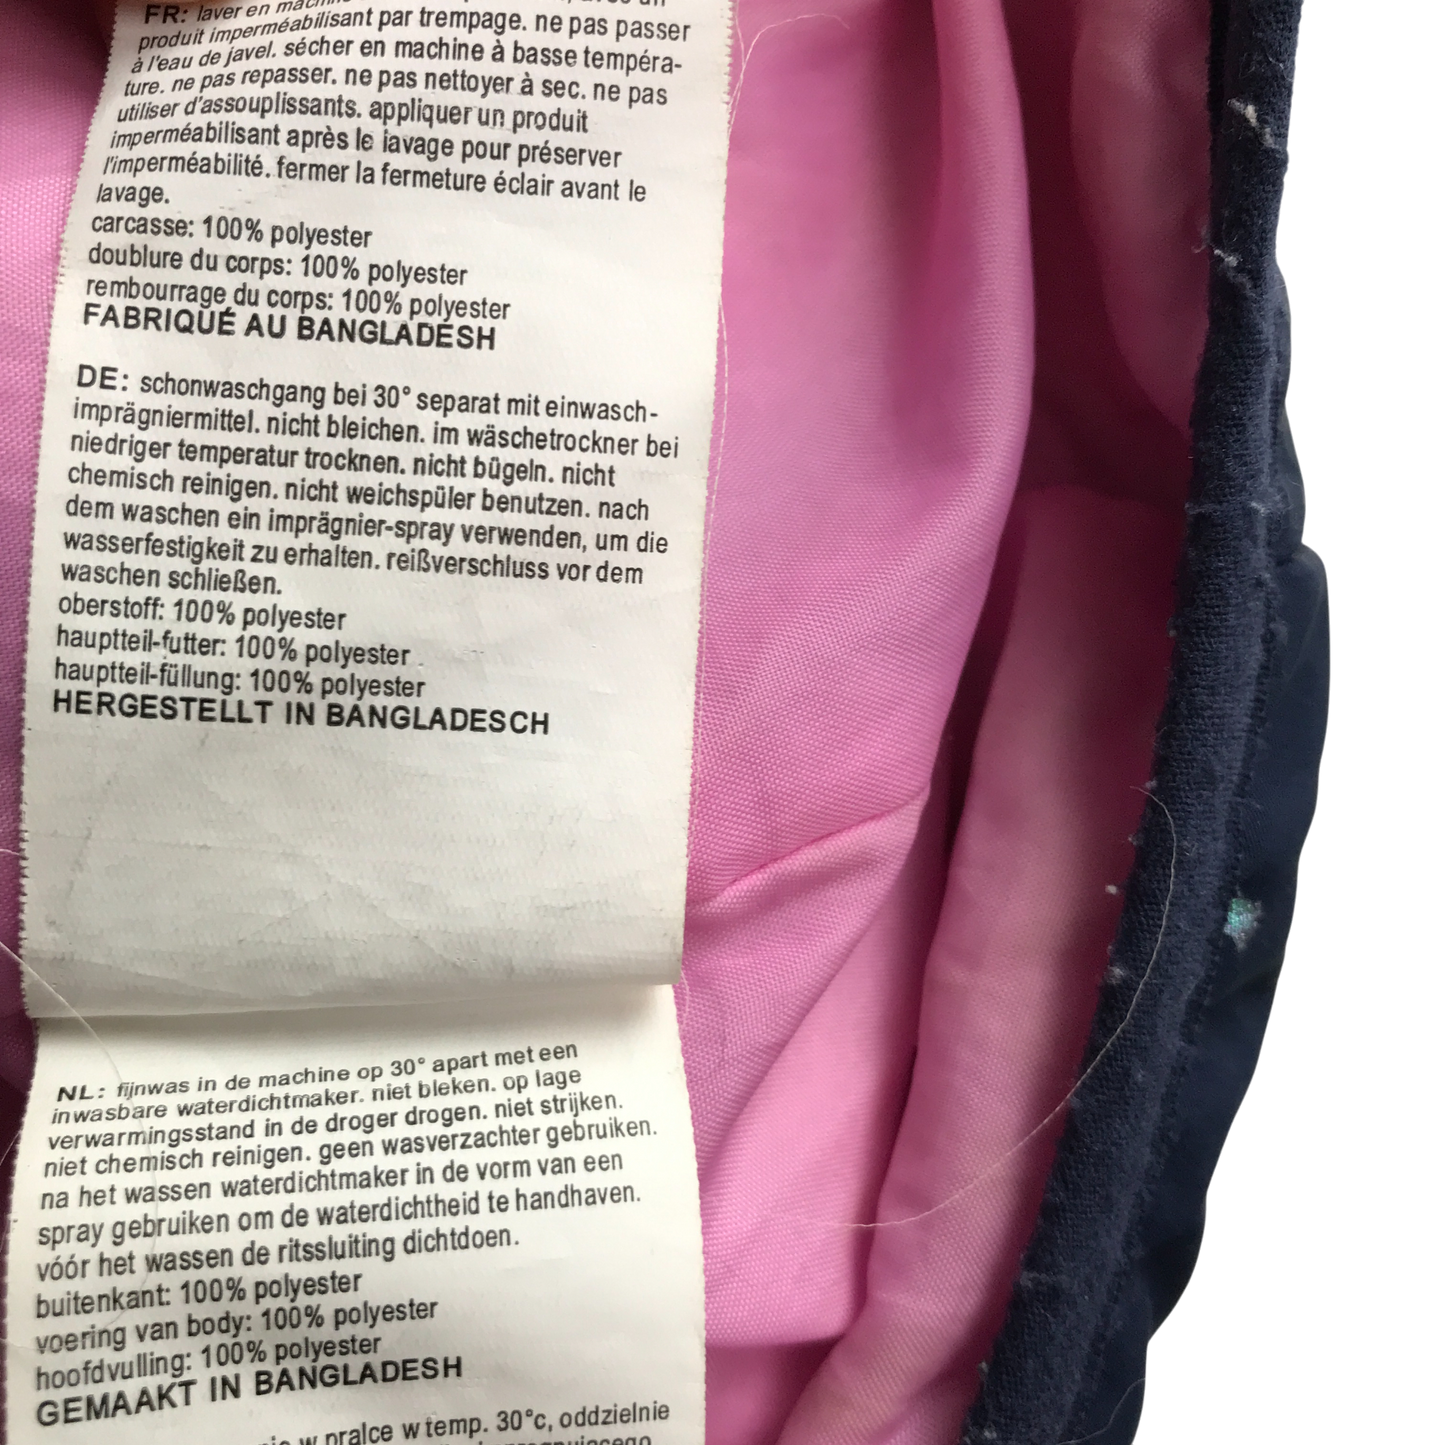 FR: laver en machine
produit imperméabilisant par trempage. ne pas passer
à l'eau de javel. sécher en machine à basse tempéra-
ture. ne pas repasser. ne pas nettoyer à sec. ne pas
utiliser d'assouplissants. appliquer un produit
imperméabilisant après le lavage pour préserver
l'imperméabilité. fermer la fermeture éclair avant le
lavage.
carcasse: 100% polyester
doublure du corps: 100% polyester
rembourrage du corps: 100% polyester
FABRIQUÉ AU BANGLADESH
DE: schonwaschgang bei 30° separat mit einwasch-
imprägniermittel. nicht bleichen. im wäschetrockner bei
niedriger temperatur trocknen. nicht bügeln. nicht
chemisch reinigen. nicht weichspüler benutzen. nach
dem waschen ein imprägnier-spray verwenden, um die
wasserfestigkeit zu erhalten. reißverschluss vor dem
waschen schließen.
oberstoff: 100% polyester
hauptteil-futter: 100% polyester
hauptteil-füllung: 100% polyester
HERGESTELLT IN BANGLADESCH
NL: fijnwas in de machine op 30° apart met een
inwasbare waterdichtmaker. niet bleken. op lage
verwarmingsstand in de droger drogen. niet strijken.
niet chemisch reinigen. geen wasverzachter gebruiken.
na het wassen waterdichtmaker in de vorm van een
spray gebruiken om de waterdichtheid te handhaven.
vóór het wassen de ritssluiting dichtdoen.
buitenkant: 100% polyester
voering van body: 100% polyester
hoofdvulling: 100% polyester
GEMAAKT IN BANGLADESH
w pralce w temp. 30°c, oddzielnie